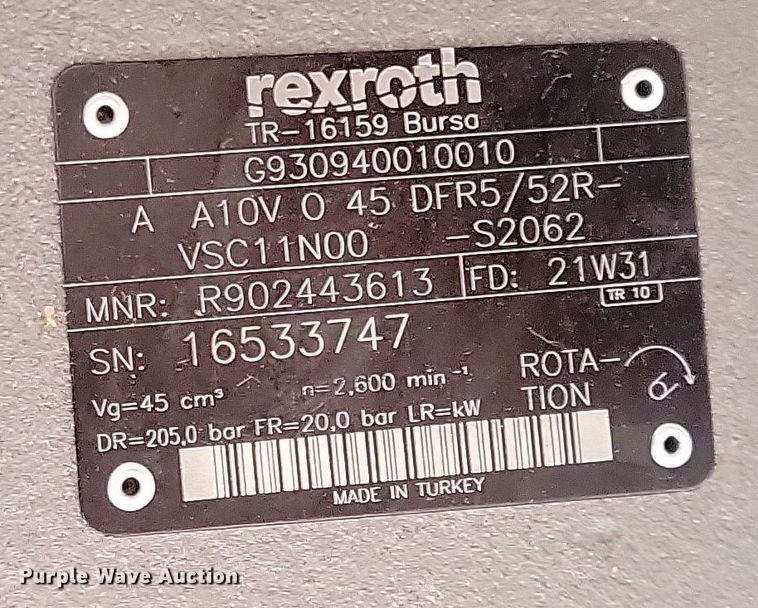 rexroth
TR-16159 Bursa
G930940010010
A A10V O 45 DFR5/52R-
VSC11N00 -S2062
MNR: R902443613 FD: 21W31
TR 10
SN: 16533747
Vg=45 cm³ n=2,600 min⁻¹ ROTA-
TION
DR=205,0 bar FR=20,0 bar LR=kW
MADE IN TURKEY
Purple Wave Auction